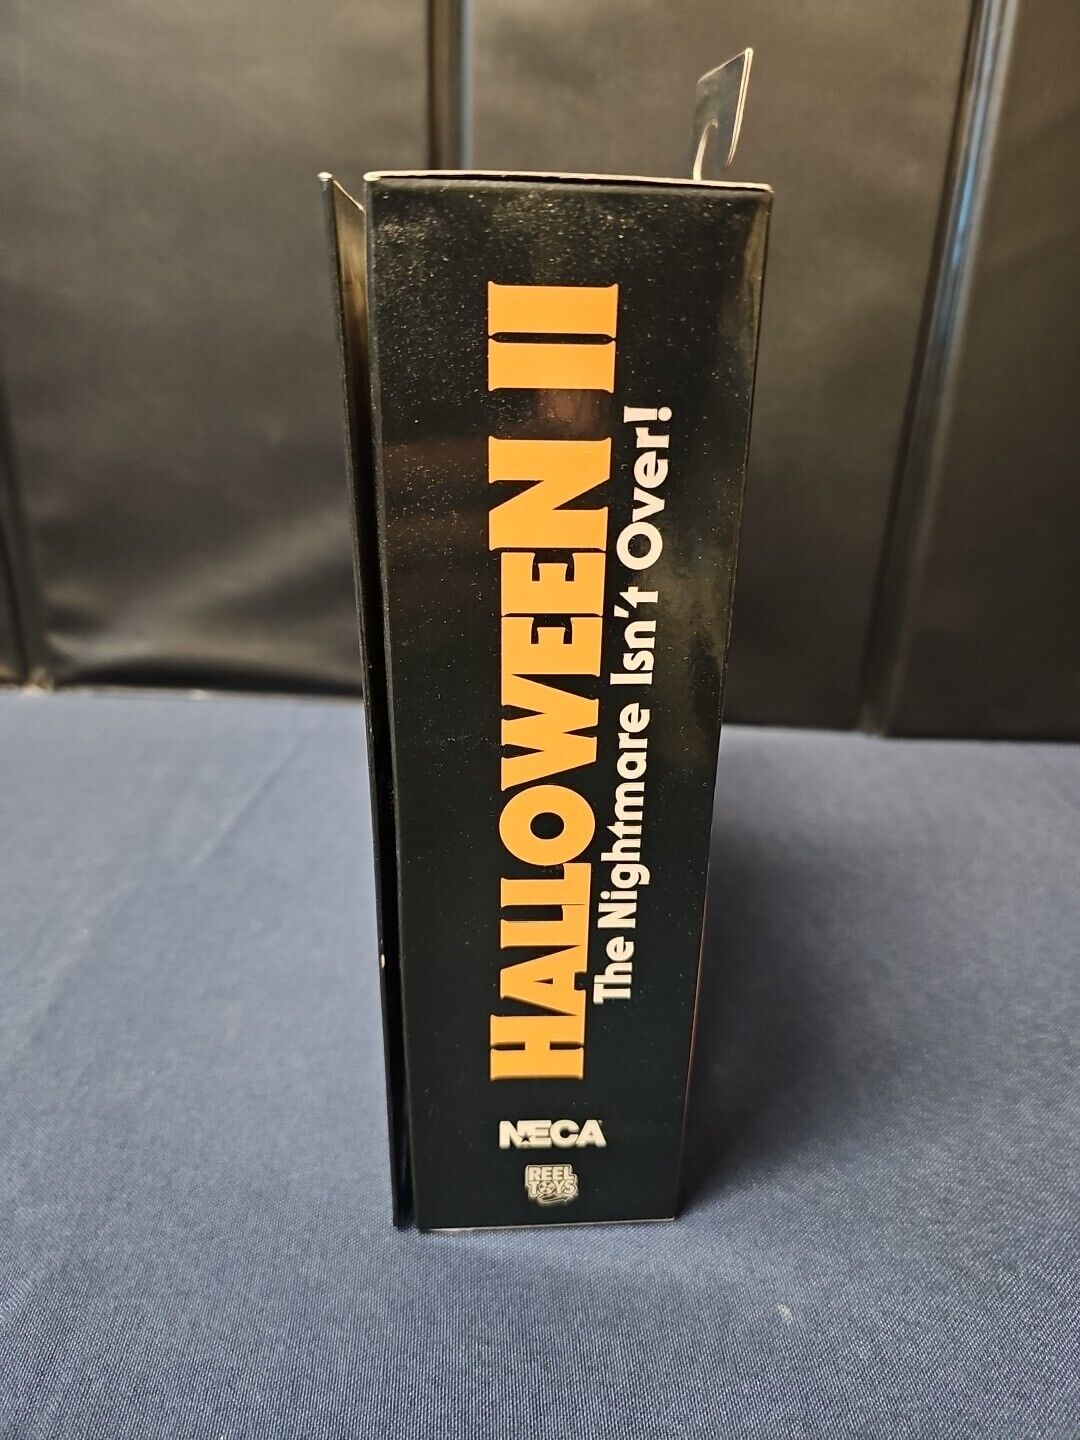 HALLOWEEN II
The Nightmare Isn't Over!
NECA
REEL
TOYS